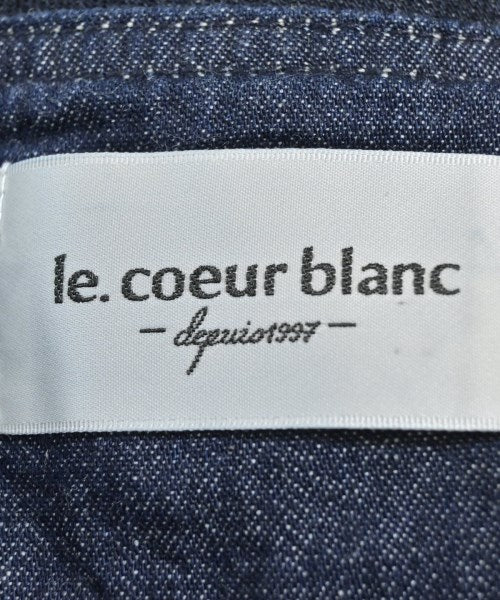 le. coeur blanc
- depuis1997 -